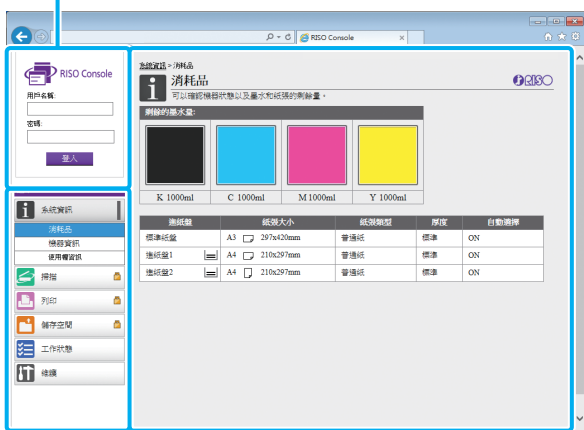 RISO Console
RISO Console
用戶名稱:
密碼:
登入
系統資訊
消耗品
機器資訊
使用權資訊
掃描
列印
儲存空間
工作狀態
維護
系統資訊 > 消耗品
消耗品
RISO
可以確認機器狀態以及墨水和紙張的剩餘量。
剩餘的墨水量:
K 1000ml C 1000ml M 1000ml Y 1000ml
進紙盤 紙張大小 紙張類型 厚度 自動選擇
標準紙盤 A3 297x420mm 普通紙 標準 ON
進紙盤1 A4 210x297mm 普通紙 標準 ON
進紙盤2 A4 210x297mm 普通紙 標準 ON